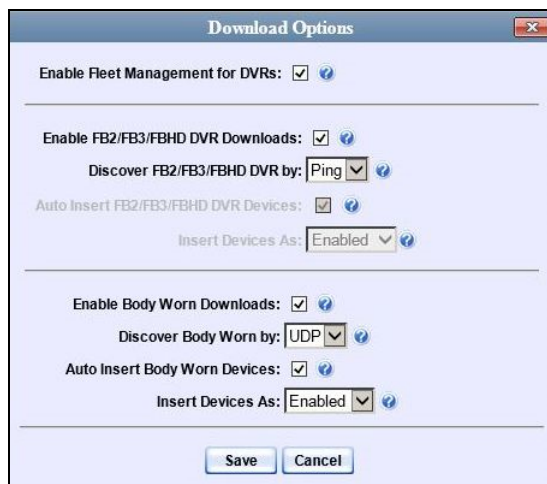 Download Options
Enable Fleet Management for DVRs:
Enable FB2/FB3/FBHD DVR Downloads:
Discover FB2/FB3/FBHD DVR by: Ping
Auto Insert FB2/FB3/FBHD DVR Devices:
Insert Devices As: Enabled
Enable Body Worn Downloads:
Discover Body Worn by: UDP
Auto Insert Body Worn Devices:
Insert Devices As: Enabled
Save Cancel